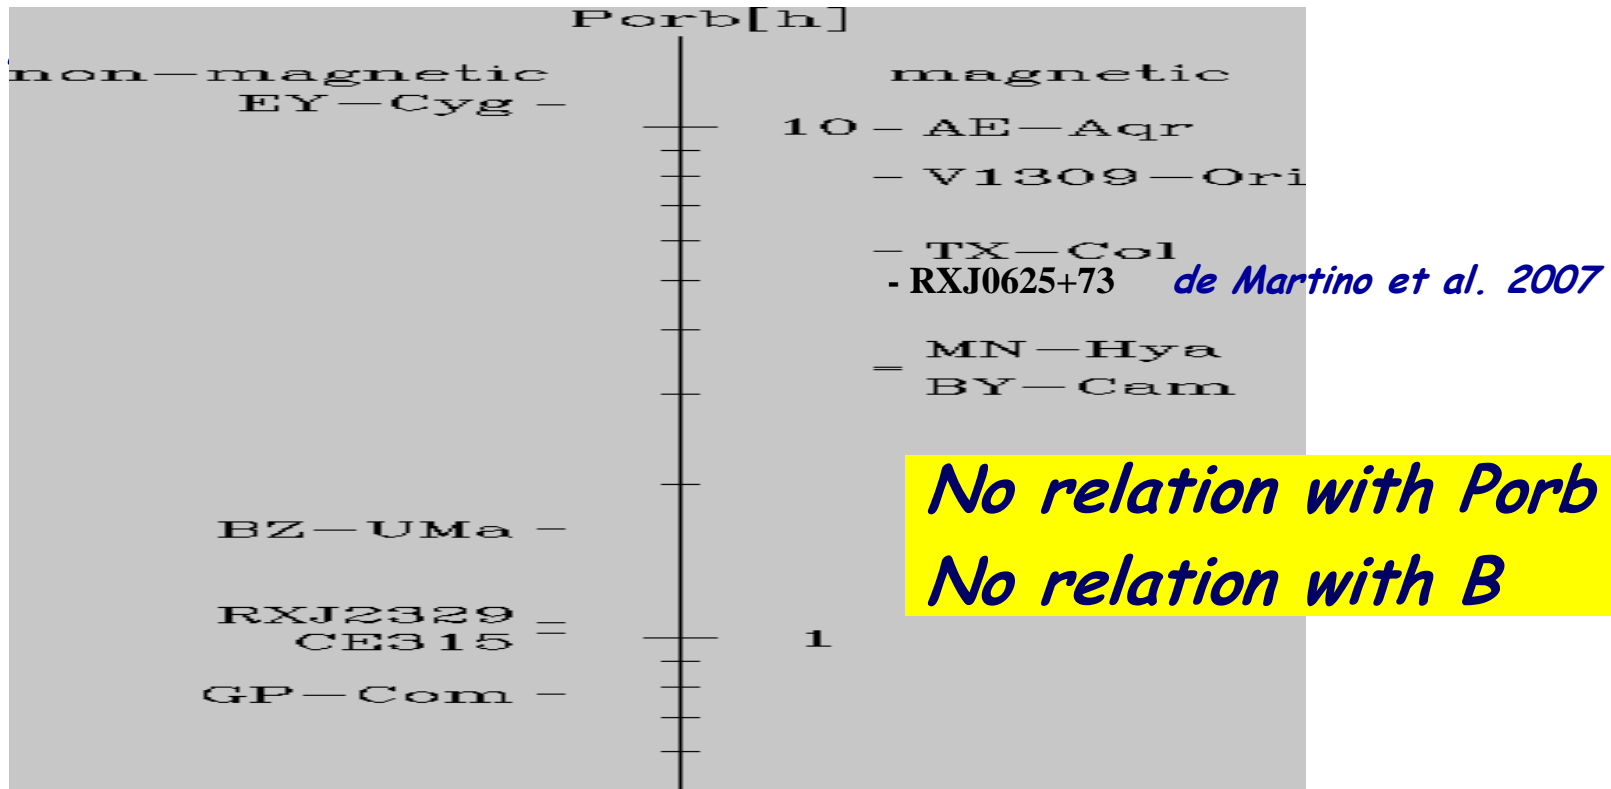 Porb[h]
non-magnetic
magnetic
EY-Cyg -
10 - AE-Aqr
- V1309-Ori
- TX-Col
- RXJ0625+73 de Martino et al. 2007
MN-Hya
BY-Cam
No relation with Porb
No relation with B
BZ-UMa -
RXJ2329 -
CE315 -
1
GP-Com -